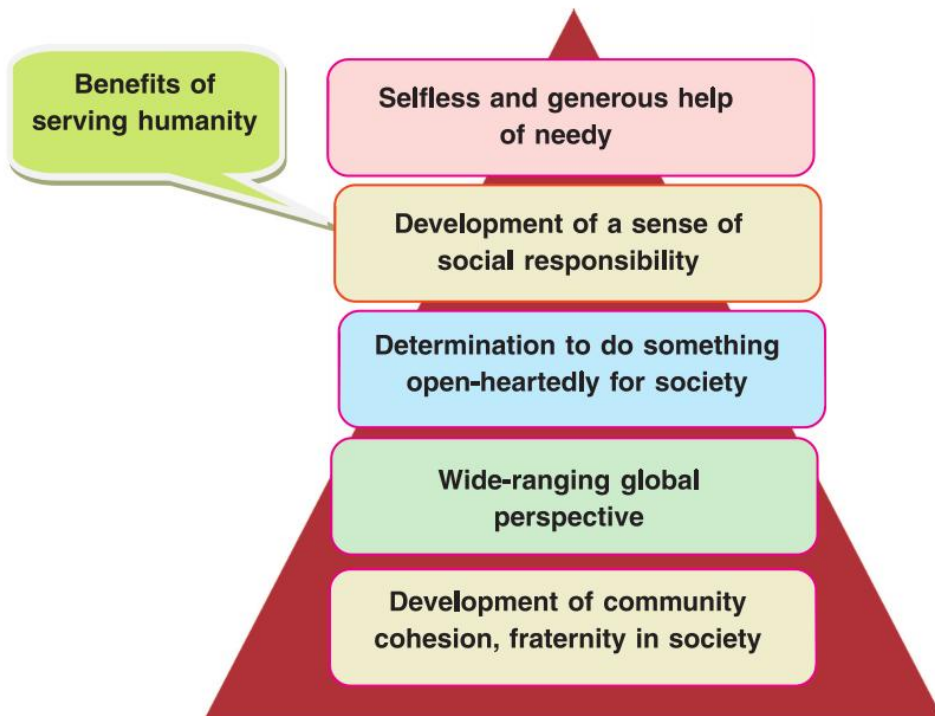 Benefits of
serving humanity
Selfless and generous help
of needy
Development of a sense of
social responsibility
Determination to do something
open-heartedly for society
Wide-ranging global
perspective
Development of community
cohesion, fraternity in society